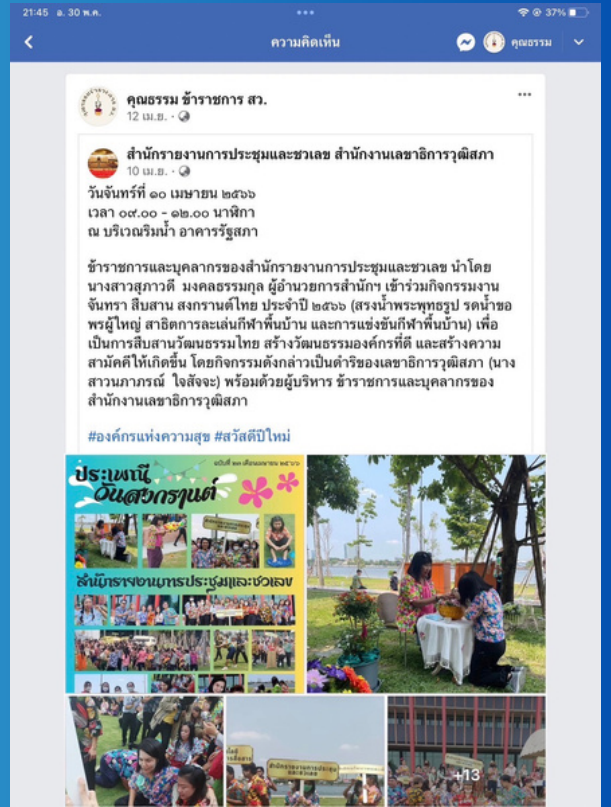 21:45 อ. 30 พ.ค.
37%
ความคิดเห็น
คุณธรรม
คุณธรรม ข้าราชการ สว.
12 เม.ย.
สำนักรายงานการประชุมและชวเลข สำนักงานเลขาธิการวุฒิสภา
10 เม.ย.
วันจันทร์ที่ ๑๐ เมษายน ๒๕๖๖
เวลา ๐๙.๐๐ - ๑๒.๐๐ นาฬิกา
ณ บริเวณริมน้ำ อาคารรัฐสภา
ข้าราชการและบุคลากรของสำนักรายงานการประชุมและชวเลข นำโดย
นางสาวสุภาวดี มงคลธรรมกุล ผู้อำนวยการสำนักฯ เข้าร่วมกิจกรรมงาน
จันทรา สืบสาน สงกรานต์ไทย ประจำปี ๒๕๖๖ (สรงน้ำพระพุทธรูป รดน้ำขอ
พรผู้ใหญ่ สาธิตการละเล่นกีฬาพื้นบ้าน และการแข่งขันกีฬาพื้นบ้าน) เพื่อ
เป็นการสืบสานวัฒนธรรมไทย สร้างวัฒนธรรมองค์กรที่ดี และสร้างความ
สามัคคีให้เกิดขึ้น โดยกิจกรรมดังกล่าวเป็นดำริของเลขาธิการวุฒิสภา (นาง
สาวนภาภรณ์ ใจสัจจะ) พร้อมด้วยผู้บริหาร ข้าราชการและบุคลากรของ
สำนักงานเลขาธิการวุฒิสภา
#องค์กรแห่งความสุข #สวัสดีปีใหม่
ประเพณี
วันสงกรานต์
สำนักรายงานการประชุมและชวเลข
สำนักรายงานการประชุม
และชวเลข
+13